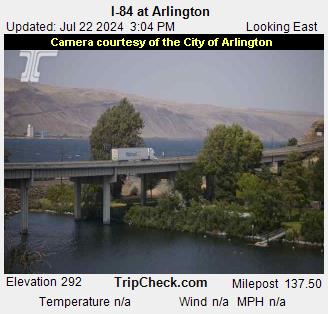 I-84 at Arlington
Updated: Jul 22 2024 3:04 PM Looking East
Camera courtesy of the City of Arlington
Elevation 292 TripCheck.com Milepost 137.50
Temperature n/a Wind n/a MPH n/a